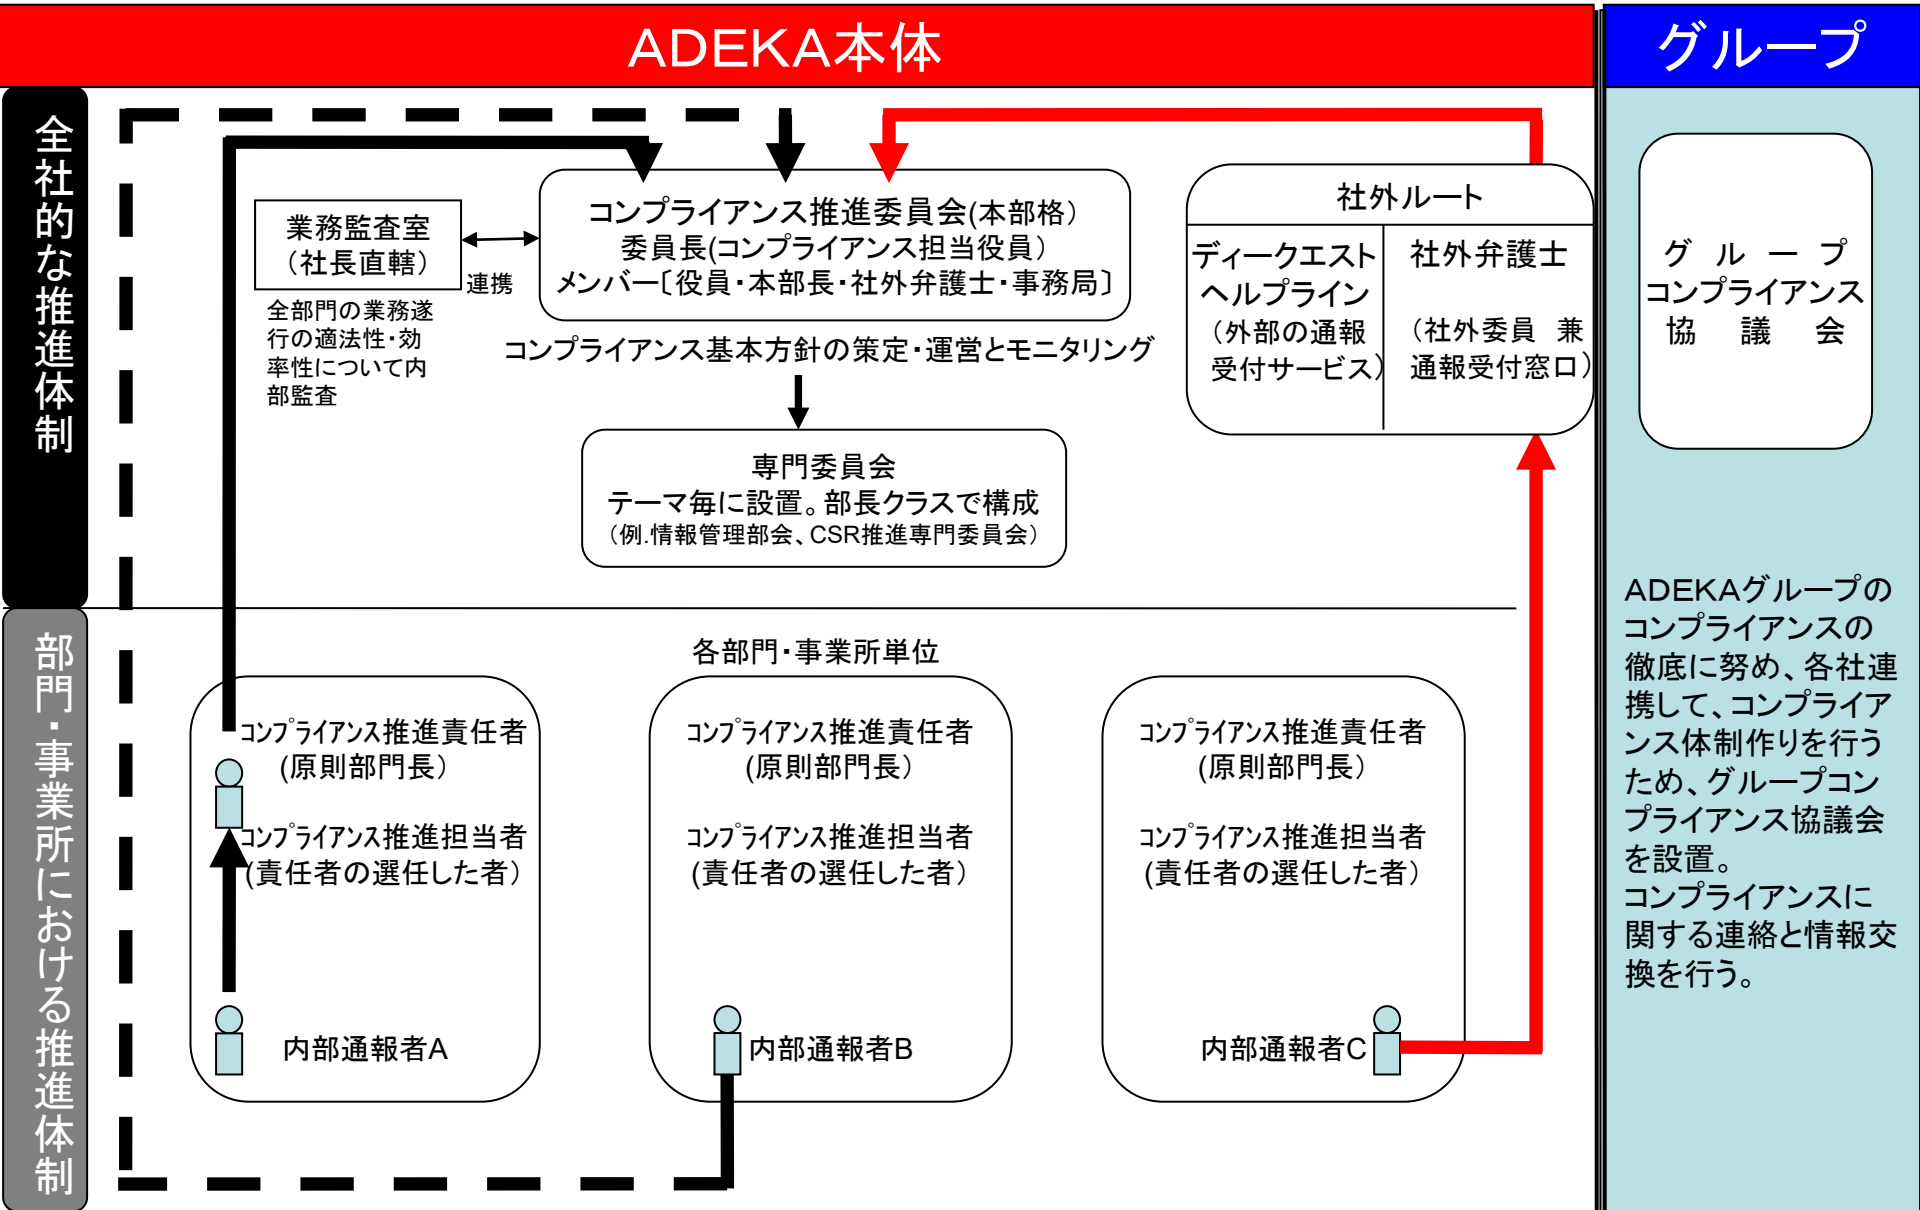 ADEKA本体
グループ
全社的な推進体制
業務監査室
（社長直轄）
連携
全部門の業務遂
行の適法性・効
率性について内
部監査
コンプライアンス推進委員会(本部格）
委員長(コンプライアンス担当役員）
メンバー〔役員・本部長・社外弁護士・事務局〕
コンプライアンス基本方針の策定・運営とモニタリング
専門委員会
テーマ毎に設置。部長クラスで構成
（例.情報管理部会、CSR推進専門委員会）
社外ルート
ディークエスト
ヘルプライン
（外部の通報
受付サービス）
社外弁護士
（社外委員　兼
通報受付窓口）
グ　ル　ー　プ
コンプライアンス
協　議　会
部門・事業所における推進体制
各部門・事業所単位
ｺﾝﾌﾟﾗｲｱﾝｽ推進責任者
(原則部門長）
ｺﾝﾌﾟﾗｲｱﾝｽ推進担当者
(責任者の選任した者）
内部通報者A
ｺﾝﾌﾟﾗｲｱﾝｽ推進責任者
(原則部門長）
ｺﾝﾌﾟﾗｲｱﾝｽ推進担当者
(責任者の選任した者）
内部通報者B
ｺﾝﾌﾟﾗｲｱﾝｽ推進責任者
(原則部門長）
ｺﾝﾌﾟﾗｲｱﾝｽ推進担当者
(責任者の選任した者）
内部通報者C
ADEKAグループの
コンプライアンスの
徹底に努め、各社連
携して、コンプライア
ンス体制作りを行う
ため、グループコン
プライアンス協議会
を設置。
コンプライアンスに
関する連絡と情報交
換を行う。